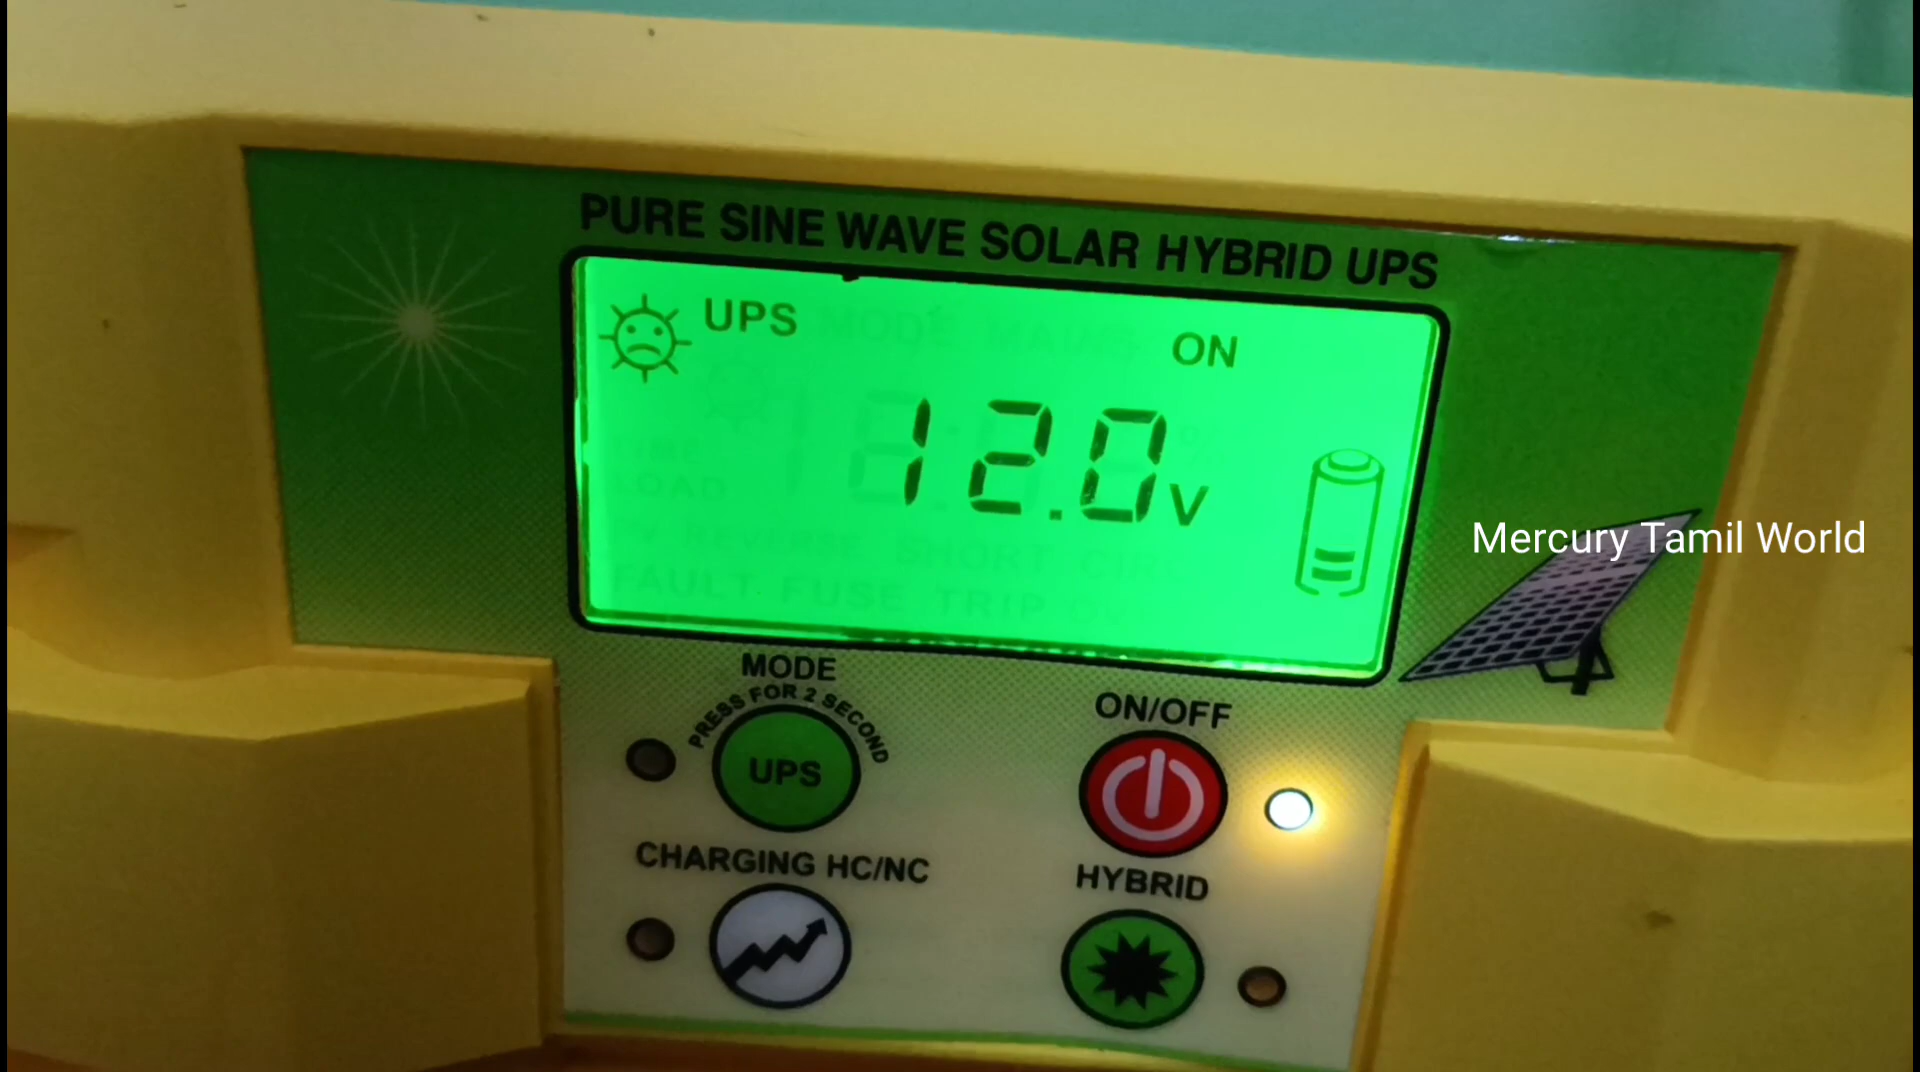 PURE SINE WAVE SOLAR HYBRID UPS
UPS
ON
12.0V
Mercury Tamil World
MODE
PRESS FOR 2 SECOND
UPS
ON/OFF
CHARGING HC/NC
HYBRID